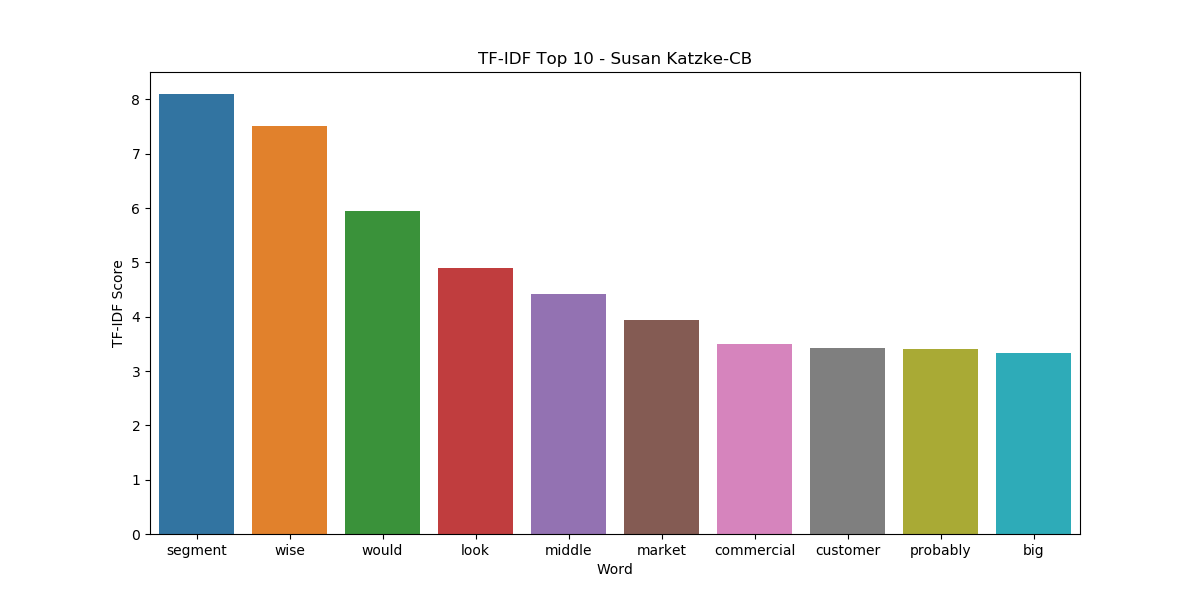 TF-IDF Top 10 - Susan Katzke-CB
8
7
6
5
4
3
2
1
0
TF-IDF Score
segment wise would look middle market commercial customer probably big
Word